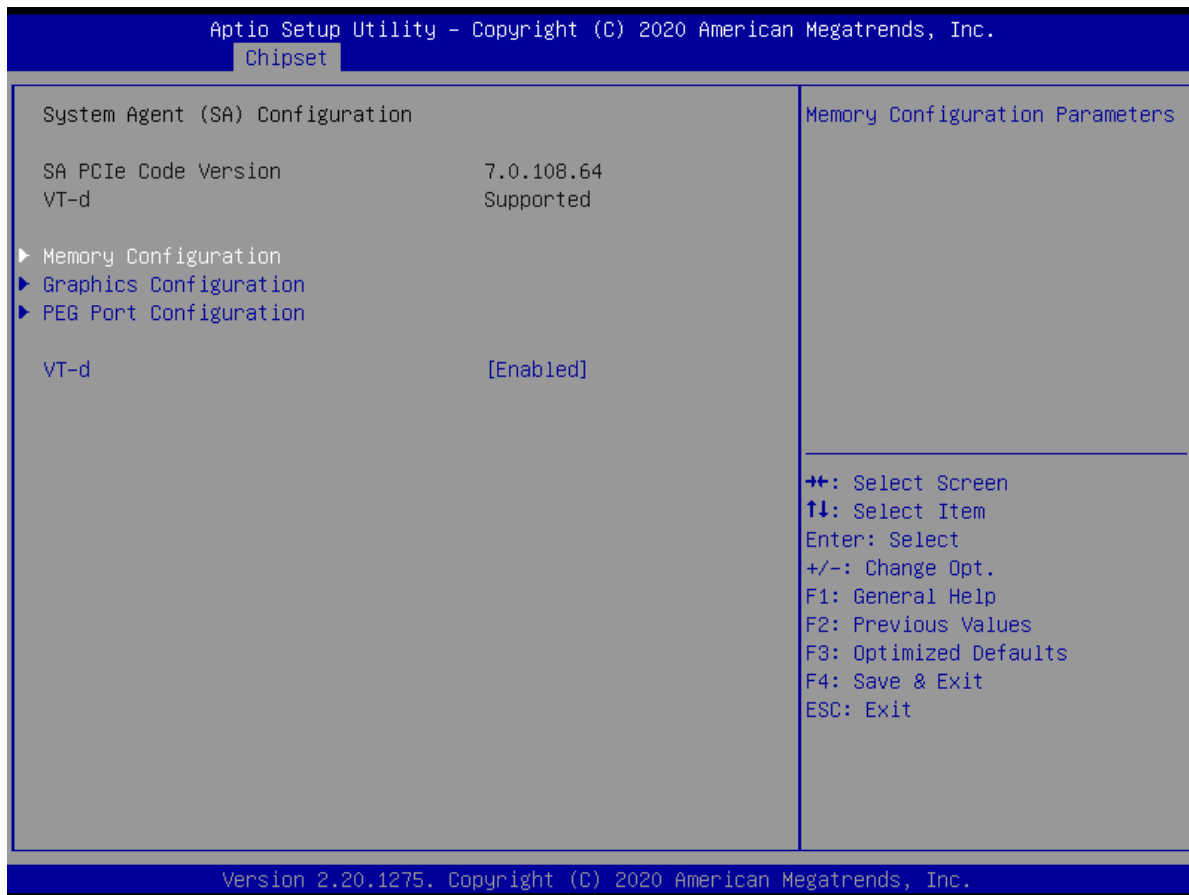 Aptio Setup Utility – Copyright (C) 2020 American Megatrends, Inc.
Chipset
System Agent (SA) Configuration
SA PCIe Code Version 7.0.108.64
VT-d Supported
▶ Memory Configuration
▶ Graphics Configuration
▶ PEG Port Configuration
VT-d [Enabled]
Memory Configuration Parameters
→←: Select Screen
↑↓: Select Item
Enter: Select
+/-: Change Opt.
F1: General Help
F2: Previous Values
F3: Optimized Defaults
F4: Save & Exit
ESC: Exit
Version 2.20.1275. Copyright (C) 2020 American Megatrends, Inc.